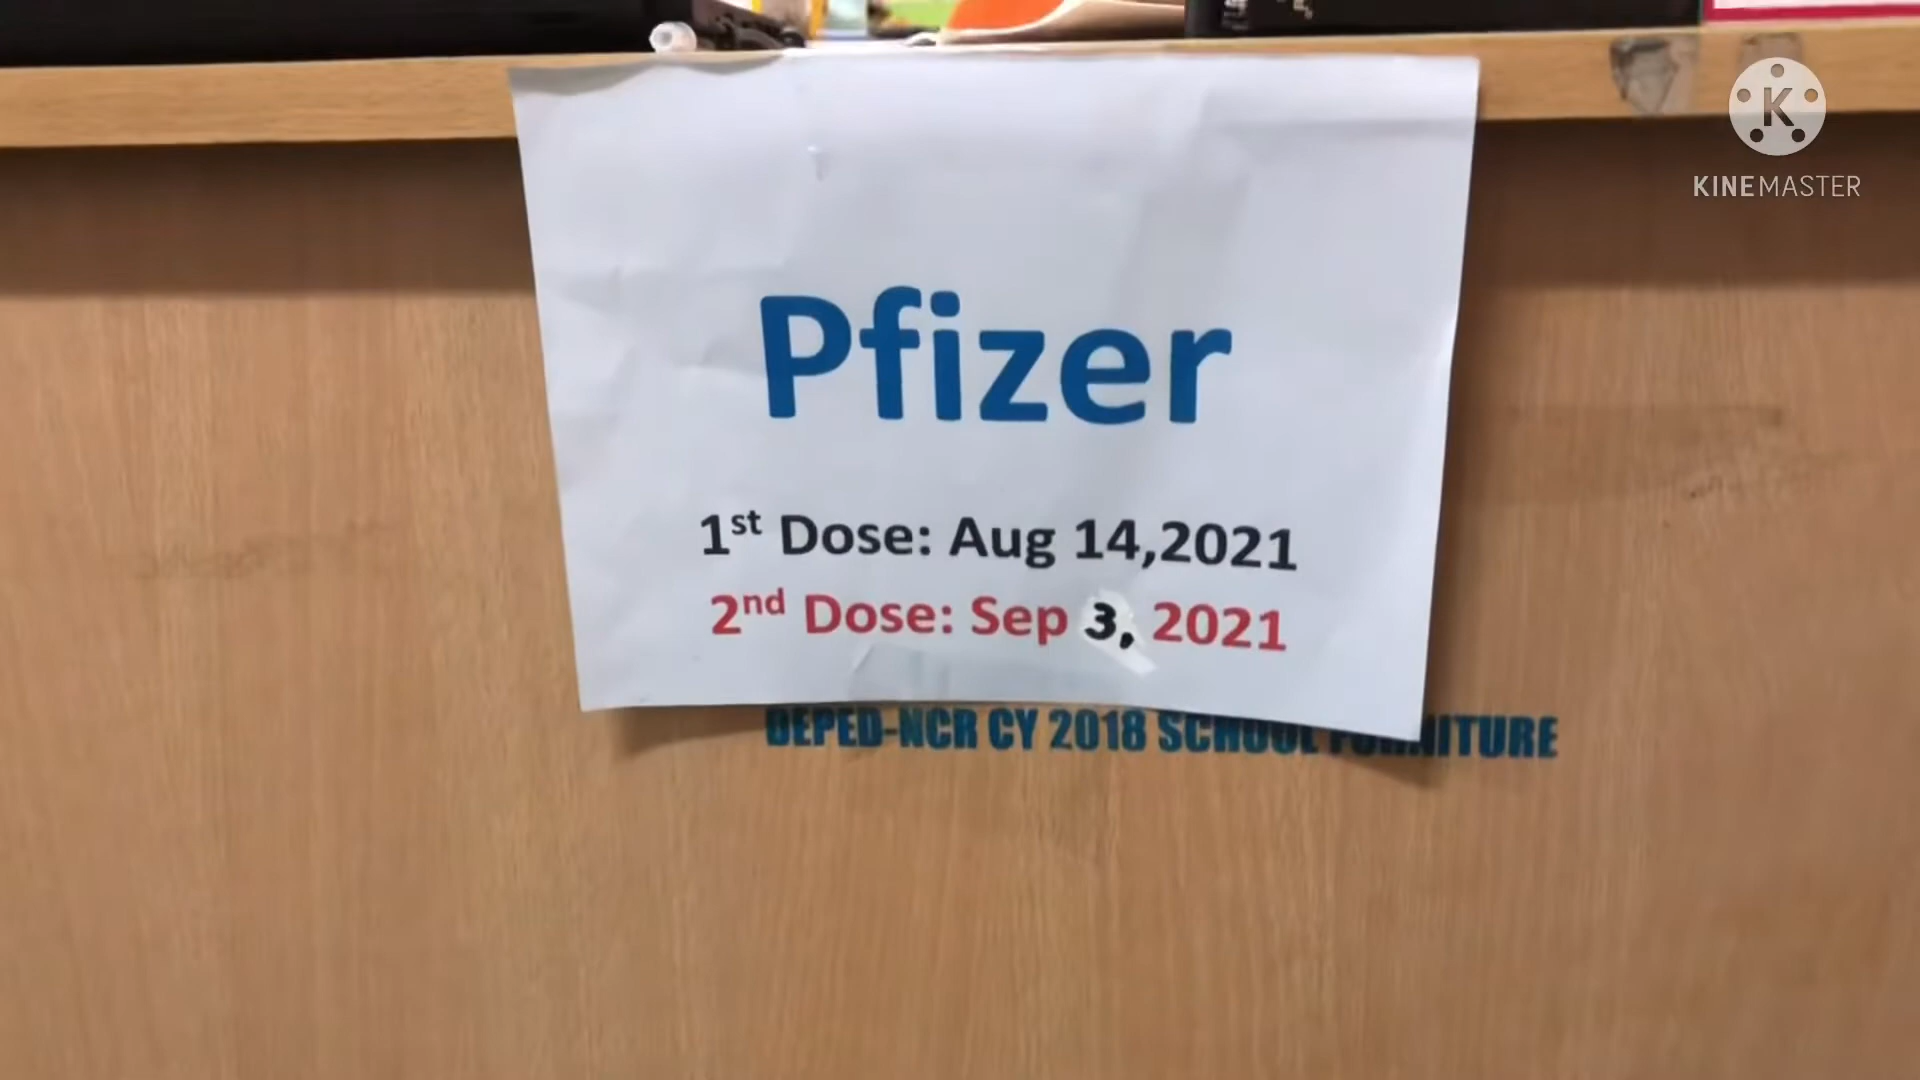 KINEMASTER
Pfizer
1st Dose: Aug 14,2021
2nd Dose: Sep 3, 2021
DEPED-NCR CY 2018 SCHOOL FURNITURE